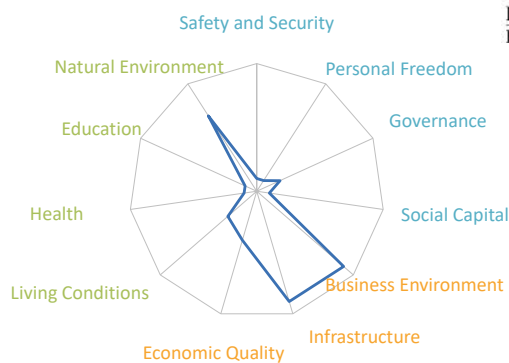 Safety and Security
Natural Environment
Personal Freedom
Education
Governance
Health
Social Capital
Living Conditions
Business Environment
Infrastructure
Economic Quality